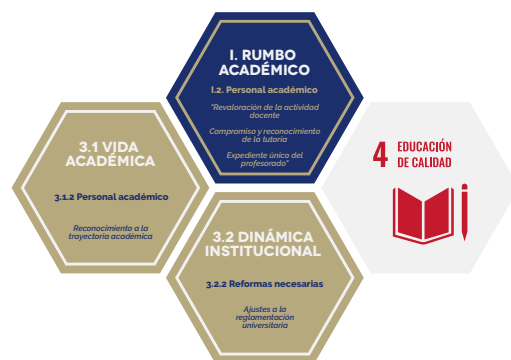 I. RUMBO
ACADÉMICO
I.2. Personal académico
"Revaloración de la actividad
docente
Compromiso y reconocimiento
de la tutoría
Expediente único del
profesorado"
3.1 VIDA
ACADÉMICA
3.1.2 Personal académico
Reconocimiento a la
trayectoria académica
4 EDUCACIÓN
DE CALIDAD
3.2 DINÁMICA
INSTITUCIONAL
3.2.2 Reformas necesarias
Ajustes a la
reglamentación
universitaria